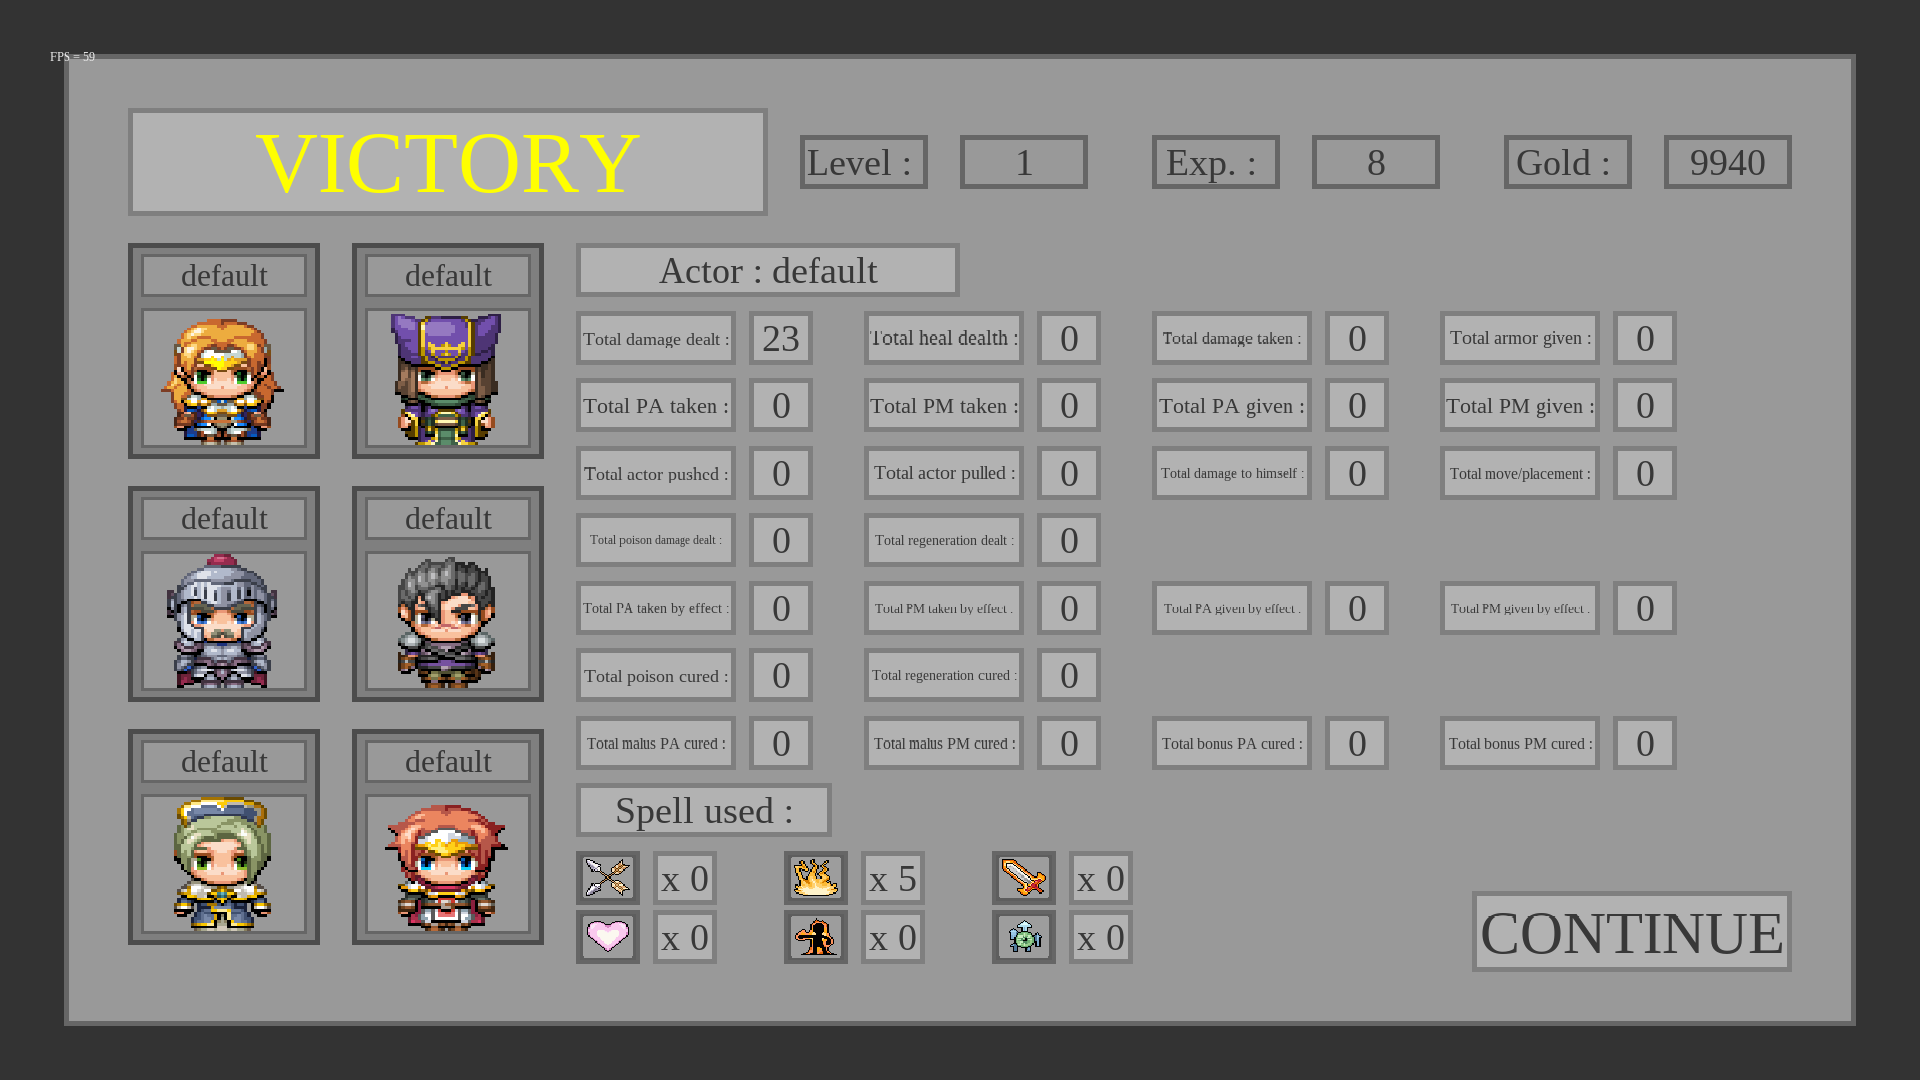 FPS = 59
VICTORY
Level : 1 Exp. : 8 Gold : 9940
default default
Actor : default
Total damage dealt : 23 Total heal dealth : 0 Total damage taken : 0 Total armor given : 0
Total PA taken : 0 Total PM taken : 0 Total PA given : 0 Total PM given : 0
Total actor pushed : 0 Total actor pulled : 0 Total damage to himself : 0 Total move/placement : 0
default default
Total poison damage dealt : 0 Total regeneration dealt : 0
Total PA taken by effect : 0 Total PM taken by effect : 0 Total PA given by effect : 0 Total PM given by effect : 0
Total poison cured : 0 Total regeneration cured : 0
Total malus PA cured : 0 Total malus PM cured : 0 Total bonus PA cured : 0 Total bonus PM cured : 0
default default
Spell used :
x 0 x 5 x 0
x 0 x 0 x 0
CONTINUE